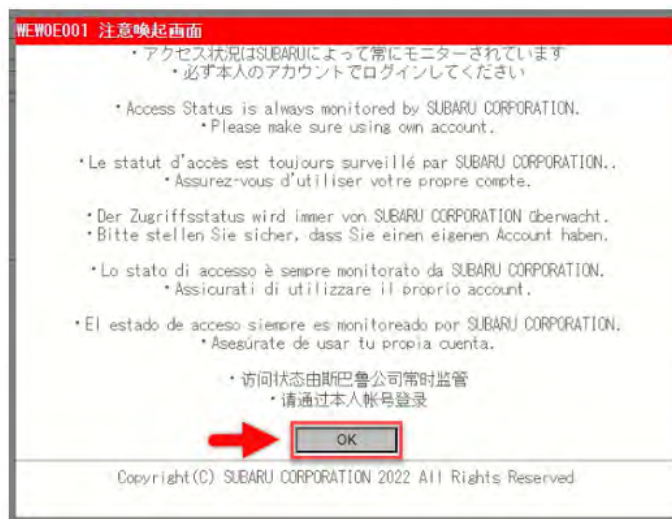 WEW0E001 注意喚起画面
・アクセス状況はSUBARUによって常にモニターされています
・必ず本人のアカウントでログインしてください
・Access Status is always monitored by SUBARU CORPORATION.
・Please make sure using own account.
・Le statut d'accès est toujours surveillé par SUBARU CORPORATION..
・Assurez-vous d'utiliser votre propre compte.
・Der Zugriffsstatus wird immer von SUBARU CORPORATION überwacht.
・Bitte stellen Sie sicher, dass Sie einen eigenen Account haben.
・Lo stato di accesso è sempre monitorato da SUBARU CORPORATION.
・Assicurati di utilizzare il proprio account.
・El estado de acceso siempre es monitoreado por SUBARU CORPORATION.
・Asegúrate de usar tu propia cuenta.
・访问状态由斯巴鲁公司常时监管
・请通过本人帐号登录
OK
Copyright(C) SUBARU CORPORATION 2022 All Rights Reserved